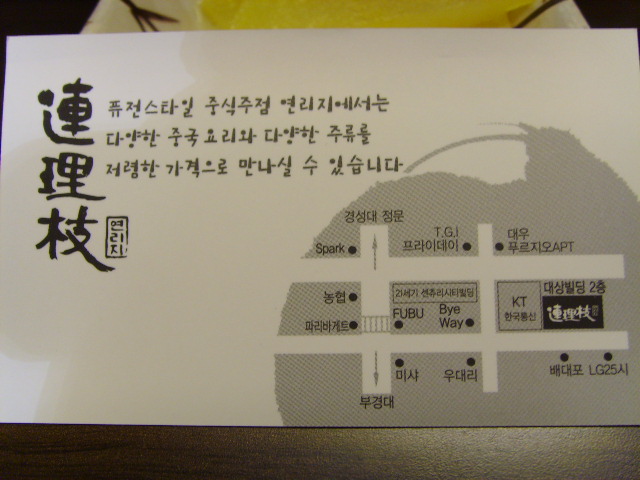 連理枝
연리지
퓨전스타일 중식주점 연리지에서는
다양한 중국요리와 다양한 주류를
저렴한 가격으로 만나실 수 있습니다
경성대 정문
Spark
T.G.I
프라이데이
대우
푸르지오APT
농협
21세기 센츄리시티빌딩
KT
한국통신
대상빌딩 2층
連理枝
파리바게트
FUBU
Bye
Way
미샤
우대리
배대포
LG25시
부경대